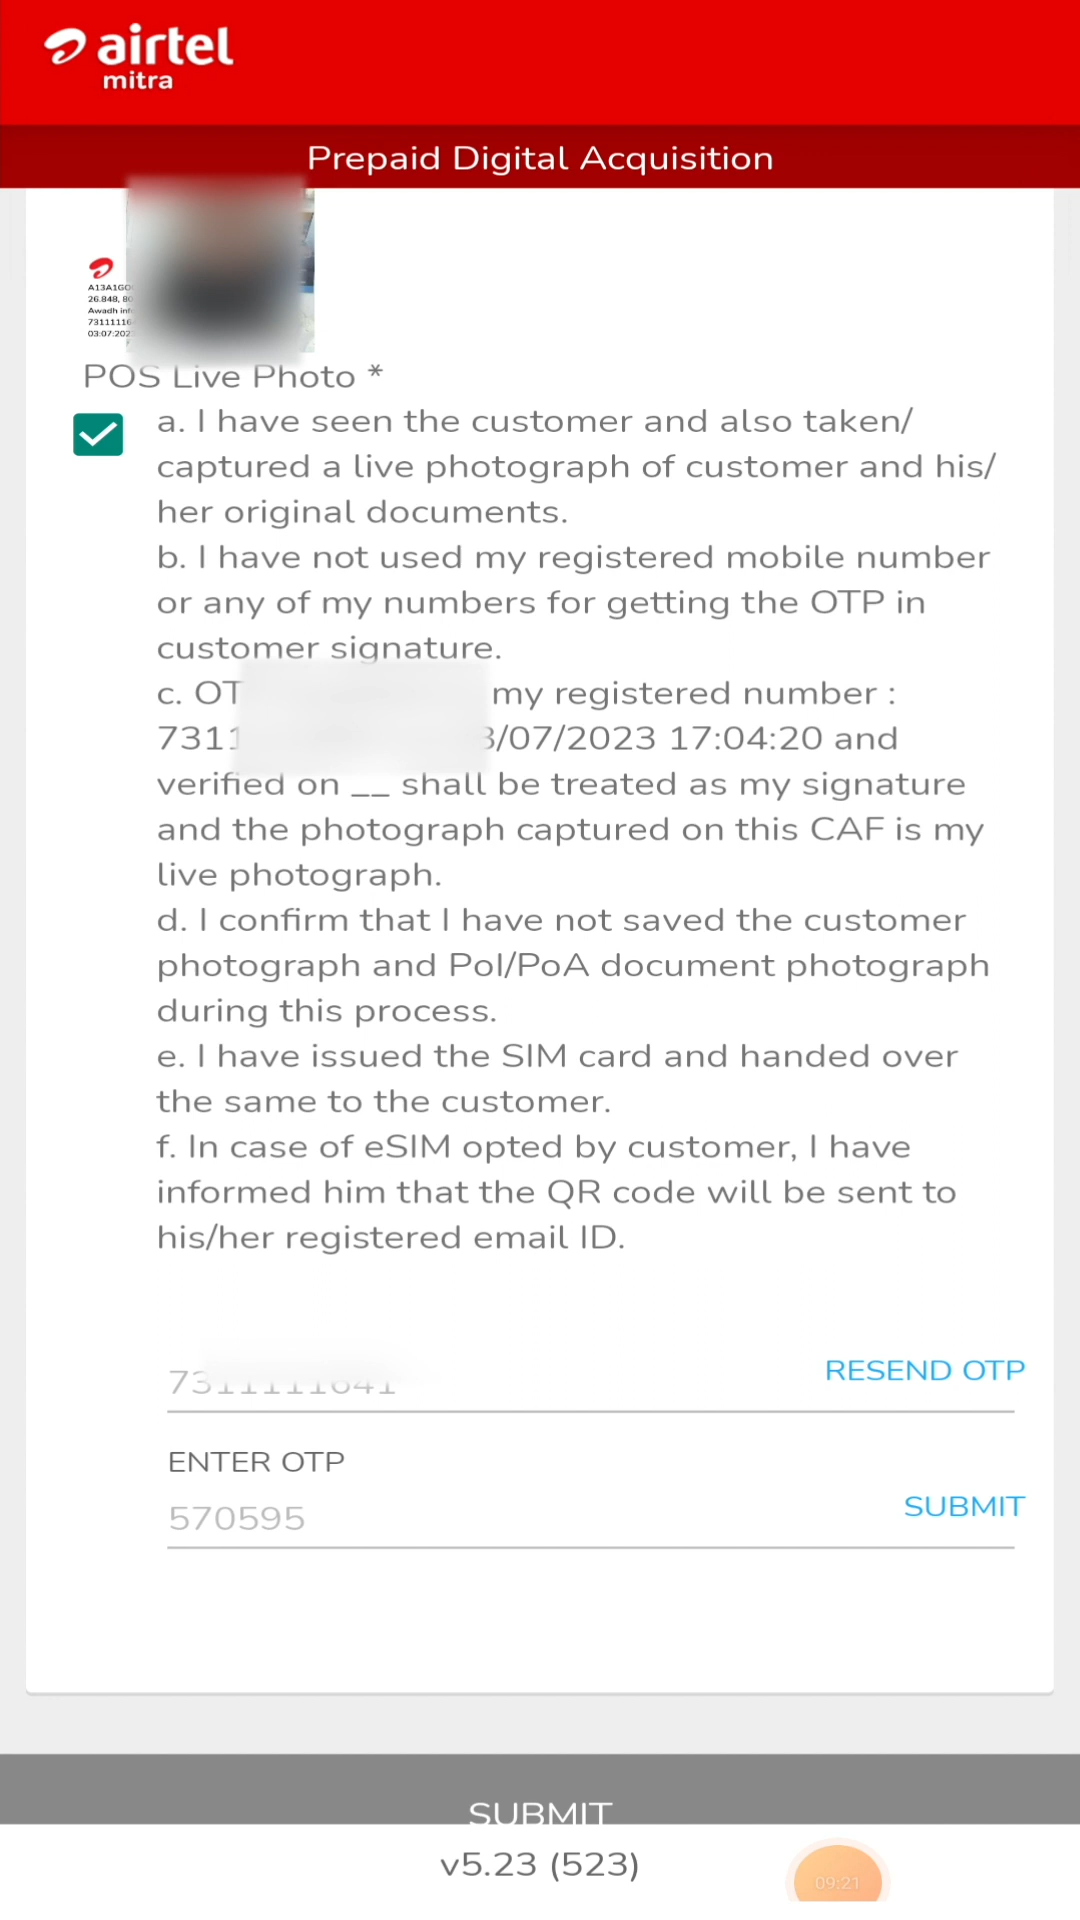 airtel
mitra
Prepaid Digital Acquisition
26.848,
Awadh
POS Live Photo *
a. I have seen the customer and also taken/
captured a live photograph of customer and his/
her original documents.
b. I have not used my registered mobile number
or any of my numbers for getting the OTP in
customer signature.
c. my registered number :
/07/2023 17:04:20 and
verified on __ shall be treated as my signature
and the photograph captured on this CAF is my
live photograph.
d. I confirm that I have not saved the customer
photograph and PoI/PoA document photograph
during this process.
e. I have issued the SIM card and handed over
the same to the customer.
f. In case of eSIM opted by customer, I have
informed him that the QR code will be sent to
his/her registered email ID.
RESEND OTP
ENTER OTP
570595
SUBMIT
SUBMIT
v5.23 (523)
09:21